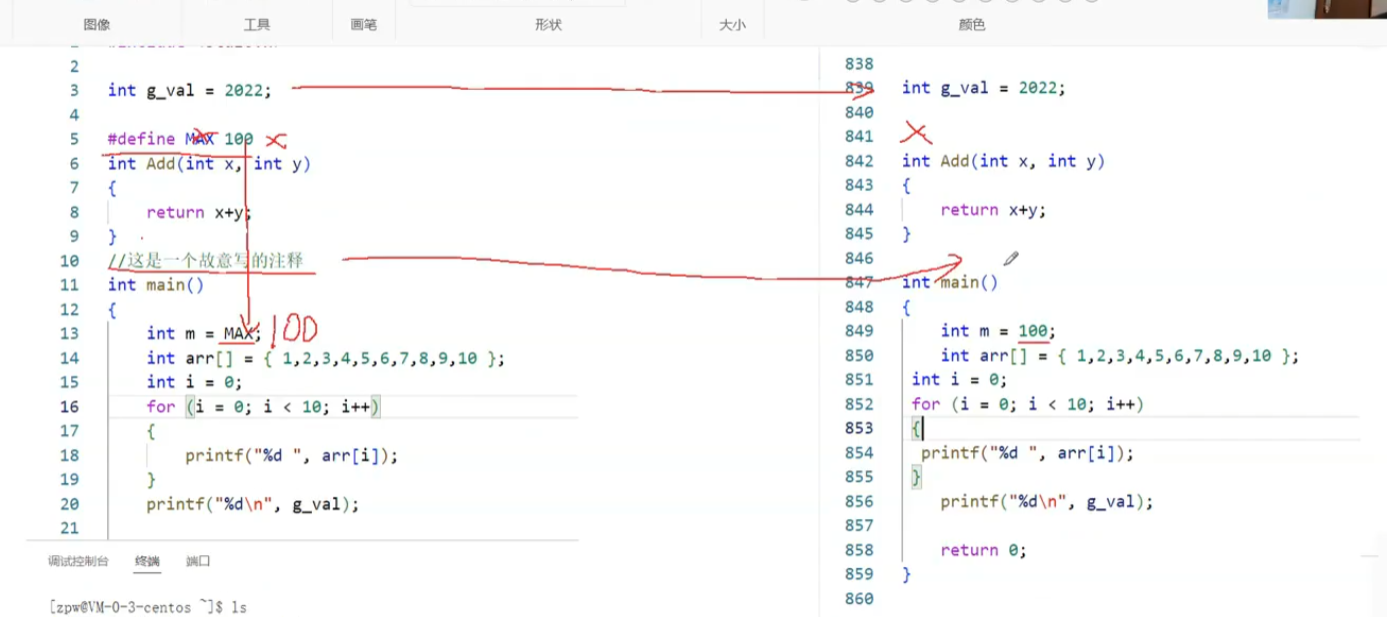 图像 工具 画笔 形状 大小 颜色
2
3 int g_val = 2022;
4
5 #define MAX 100
6 int Add(int x, int y)
7 {
8 return x+y;
9 }
10 //这是一个故意写的注释
11 int main()
12 {
13 int m = MAX; 100
14 int arr[] = { 1,2,3,4,5,6,7,8,9,10 };
15 int i = 0;
16 for (i = 0; i < 10; i++)
17 {
18 printf("%d ", arr[i]);
19 }
20 printf("%d\n", g_val);
21
调试控制台 终端 端口
[zpw@VM-0-3-centos ~]$ ls
838
839 int g_val = 2022;
840
841
842 int Add(int x, int y)
843 {
844 return x+y;
845 }
846
847 int main()
848 {
849 int m = 100;
850 int arr[] = { 1,2,3,4,5,6,7,8,9,10 };
851 int i = 0;
852 for (i = 0; i < 10; i++)
853 {
854 printf("%d ", arr[i]);
855 }
856 printf("%d\n", g_val);
857
858 return 0;
859 }
860